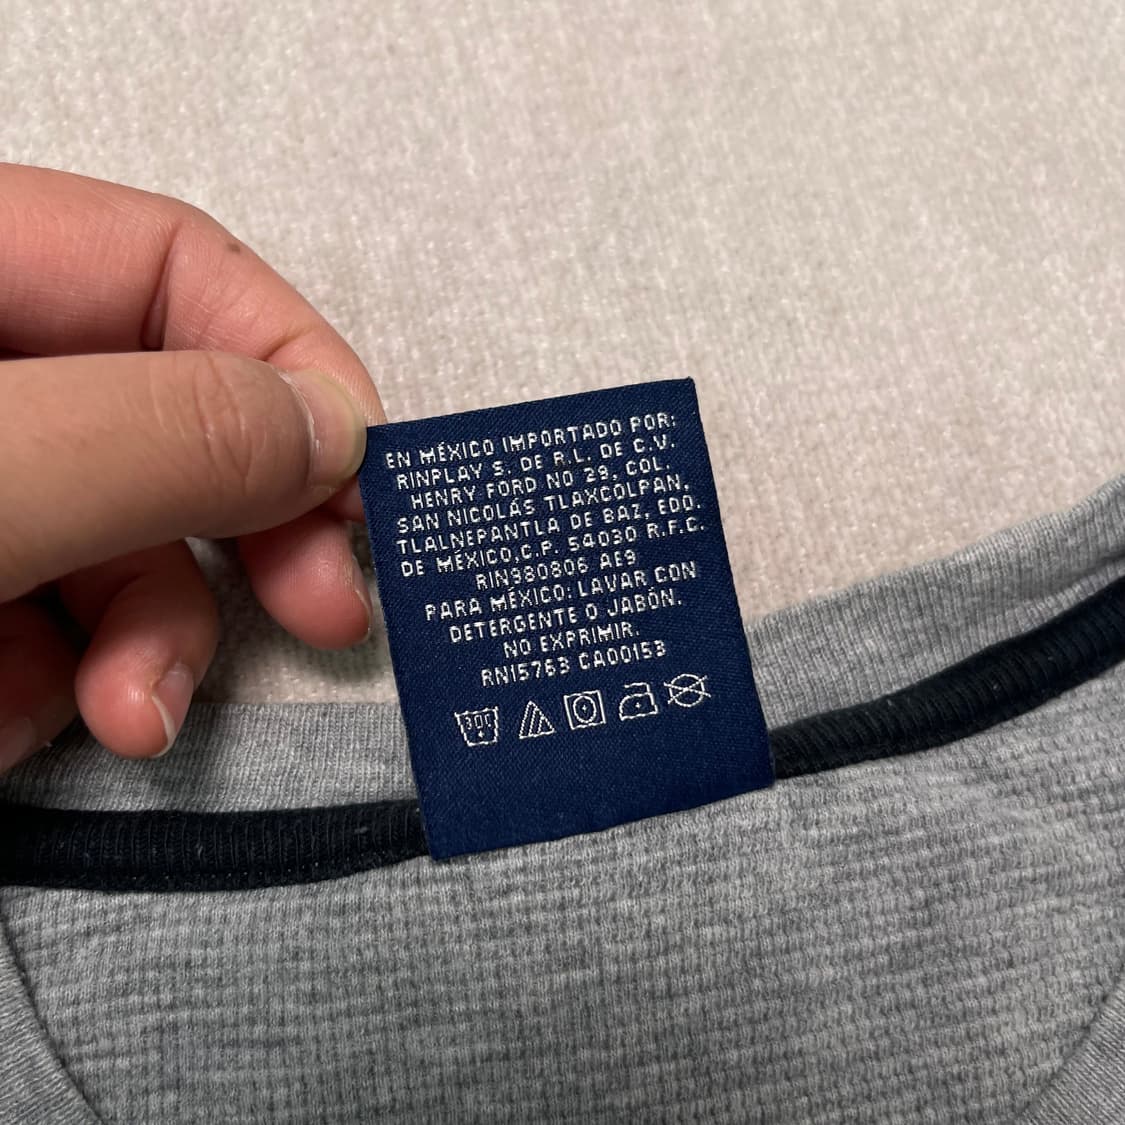 EN MÉXICO IMPORTADO POR:
RINPLAY S. DE R.L. DE C.V.
HENRY FORD NO 29, COL.
SAN NICOLÁS TLAXCOLPAN,
TLALNEPANTLA DE BAZ, EDO.
DE MÉXICO,C.P. 54030 R.F.C.
RIN980806 AE9
PARA MÉXICO: LAVAR CON
DETERGENTE O JABÓN.
NO EXPRIMIR.
RN15763 CA00153
30C